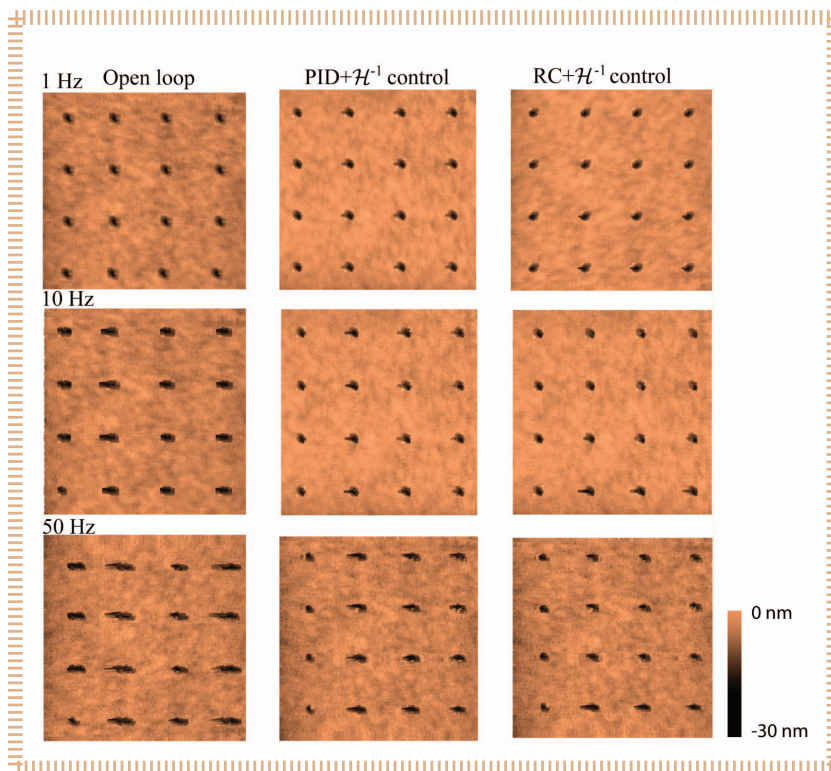 1 Hz Open loop PID+ℋ⁻¹ control RC+ℋ⁻¹ control
10 Hz
50 Hz
0 nm
-30 nm